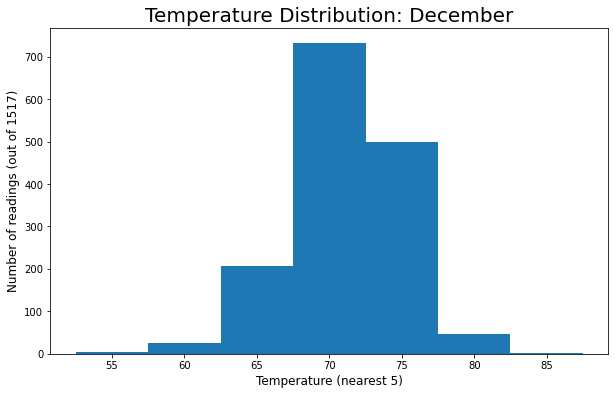 Temperature Distribution: December
Number of readings (out of 1517)
700
600
500
400
300
200
100
0
55 60 65 70 75 80 85
Temperature (nearest 5)